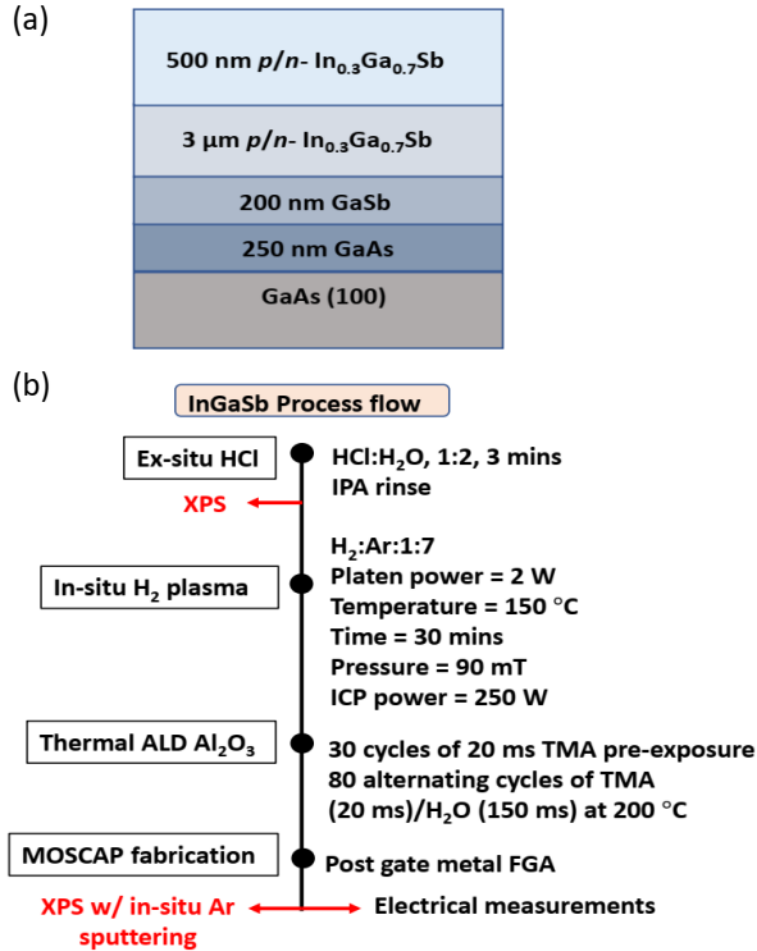 (a)
500 nm p/n- In₀.₃Ga₀.₇Sb
3 µm p/n- In₀.₃Ga₀.₇Sb
200 nm GaSb
250 nm GaAs
GaAs (100)
(b)
InGaSb Process flow
Ex-situ HCl
HCl:H₂O, 1:2, 3 mins
IPA rinse
XPS
In-situ H₂ plasma
H₂:Ar:1:7
Platen power = 2 W
Temperature = 150 °C
Time = 30 mins
Pressure = 90 mT
ICP power = 250 W
Thermal ALD Al₂O₃
30 cycles of 20 ms TMA pre-exposure
80 alternating cycles of TMA
(20 ms)/H₂O (150 ms) at 200 °C
MOSCAP fabrication
Post gate metal FGA
XPS w/ in-situ Ar
sputtering
Electrical measurements